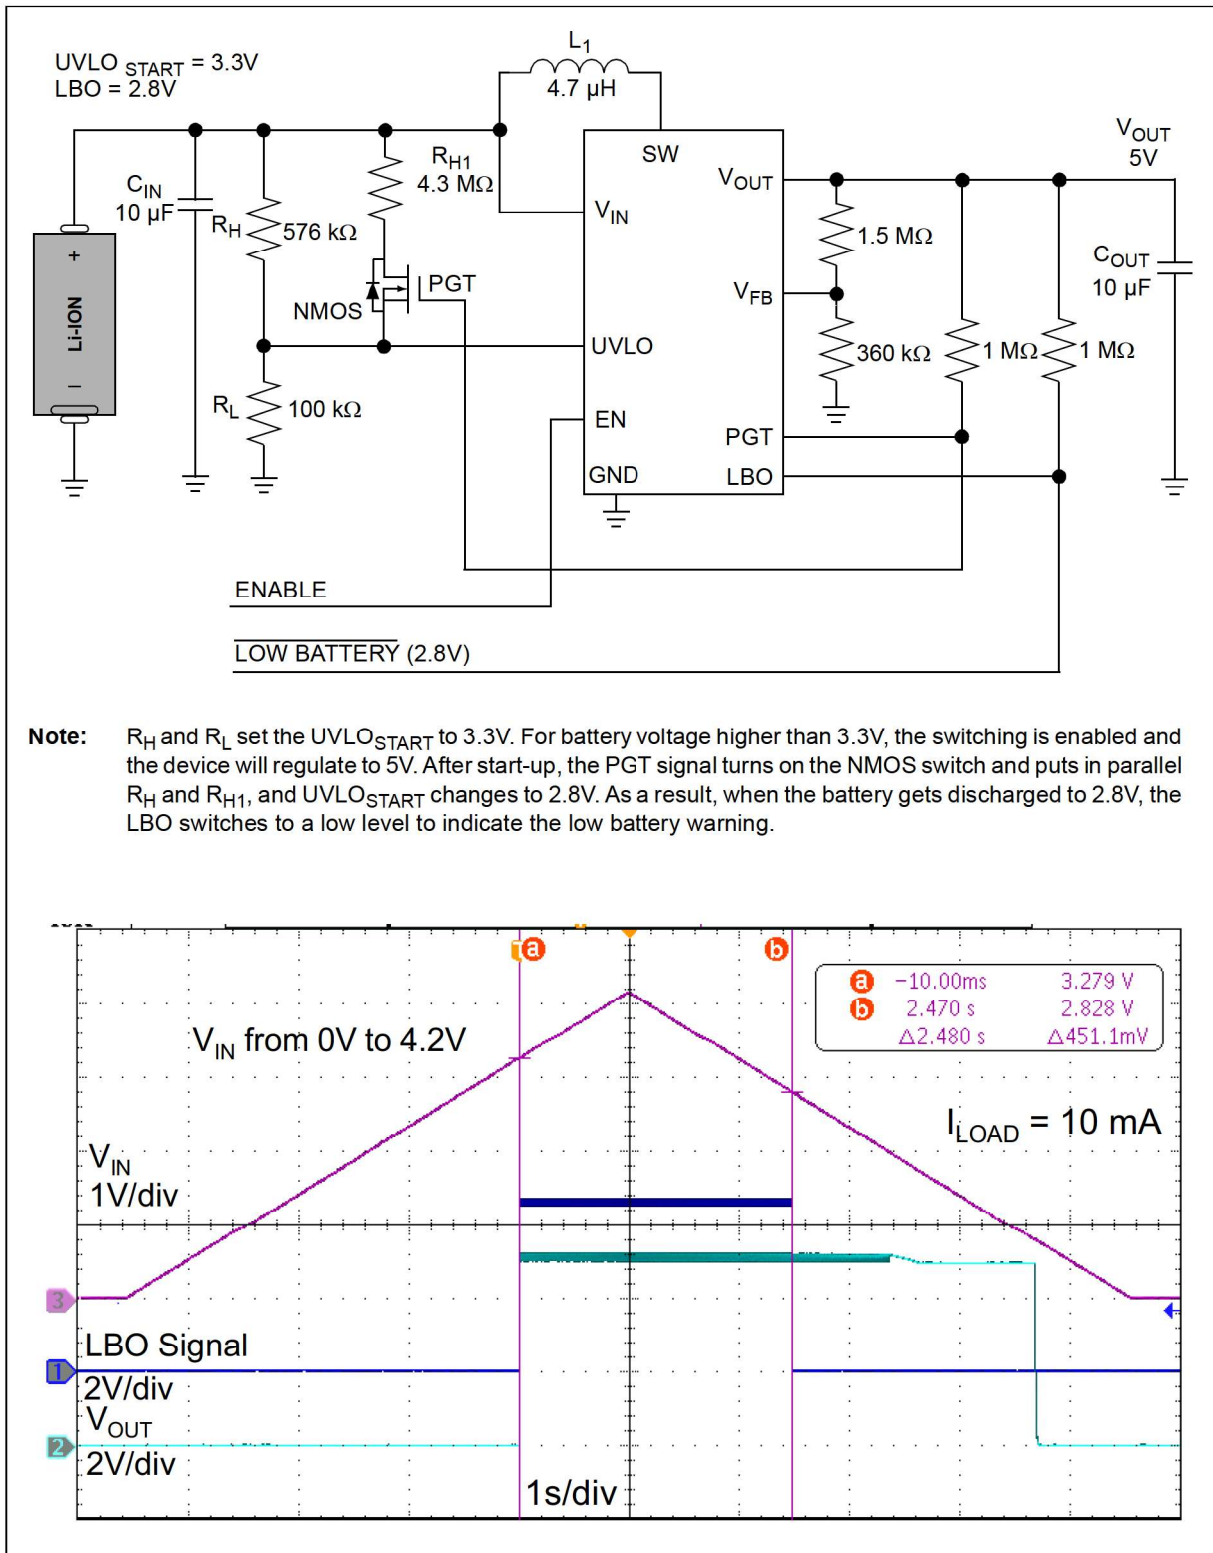 UVLO START = 3.3V
LBO = 2.8V
L1
4.7 µH
SW
VOUT
5V
RH1
4.3 MΩ
VOUT
CIN
10 µF
RH
576 kΩ
VIN
1.5 MΩ
COUT
10 µF
+
Li-ION
−
PGT
NMOS
VFB
UVLO
360 kΩ
1 MΩ
1 MΩ
RL
100 kΩ
EN
PGT
GND
LBO
ENABLE
LOW BATTERY (2.8V)
Note: RH and RL set the UVLOSTART to 3.3V. For battery voltage higher than 3.3V, the switching is enabled and
the device will regulate to 5V. After start-up, the PGT signal turns on the NMOS switch and puts in parallel
RH and RH1, and UVLOSTART changes to 2.8V. As a result, when the battery gets discharged to 2.8V, the
LBO switches to a low level to indicate the low battery warning.
T a b
a −10.00ms 3.279 V
b 2.470 s 2.828 V
Δ2.480 s Δ451.1mV
VIN from 0V to 4.2V
ILOAD = 10 mA
VIN
1V/div
3
LBO Signal
1
2V/div
VOUT
2
2V/div
1s/div